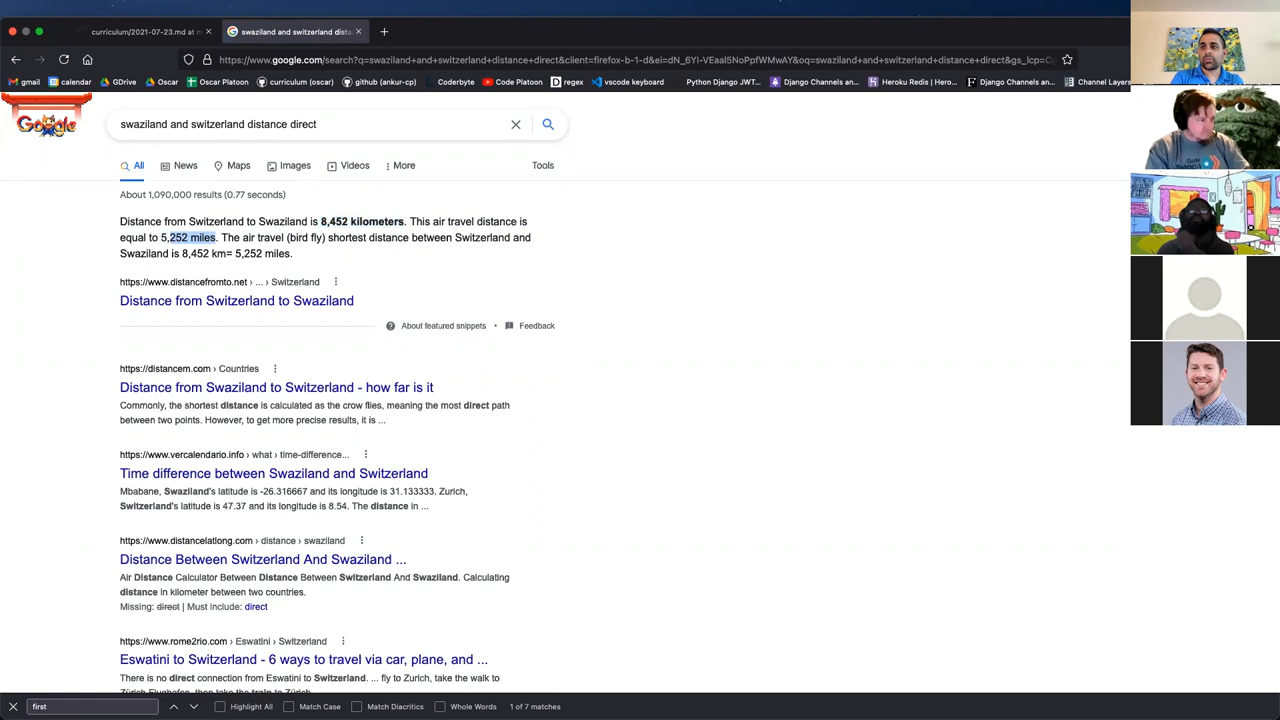 curriculum/2021-07-23.md at m
swaziland and switzerland dista
https://www.google.com/search?q=swaziland+and+switzerland+distance+direct&client=firefox-b-1-d&ei=
gmail
calendar
GDrive
Oscar
Oscar Platoon
curriculum (oscar)
github (ankur-cp)
Coderbyte
Code Platoon
regex
vscode keyboard
Python Django JWT...
Django Channels an...
Heroku Redis | Hero...
Django Channels an...
Channel Layers
Google
swaziland and switzerland distance direct
All
News
Maps
Images
Videos
More
Tools
About 1,090,000 results (0.77 seconds)
Distance from Switzerland to Swaziland is 8,452 kilometers. This air travel distance is
equal to 5,252 miles. The air travel (bird fly) shortest distance between Switzerland and
Swaziland is 8,452 km= 5,252 miles.
https://www.distancefromto.net › ... › Switzerland
Distance from Switzerland to Swaziland
About featured snippets • Feedback
https://distancem.com › Countries
Distance from Swaziland to Switzerland - how far is it
Commonly, the shortest distance is calculated as the crow flies, meaning the most direct path
between two points. However, to get more precise results, it is ...
https://www.vercalendario.info › what › time-difference...
Time difference between Swaziland and Switzerland
Mbabane, Swaziland's latitude is -26.316667 and its longitude is 31.133333. Zurich,
Switzerland's latitude is 47.37 and its longitude is 8.54. The distance in ...
https://www.distancelatlong.com › distance › swaziland
Distance Between Switzerland And Swaziland ...
Air Distance Calculator Between Distance Between Switzerland And Swaziland. Calculating
distance in kilometer between two countries.
Missing: direct | Must include: direct
https://www.rome2rio.com › Eswatini › Switzerland
Eswatini to Switzerland - 6 ways to travel via car, plane, and ...
There is no direct connection from Eswatini to Switzerland. ... fly to Zurich, take the walk to
Zürich Flughafen, then take the train to Zürich.
first
Highlight All
Match Case
Match Diacritics
Whole Words
1 of 7 matches